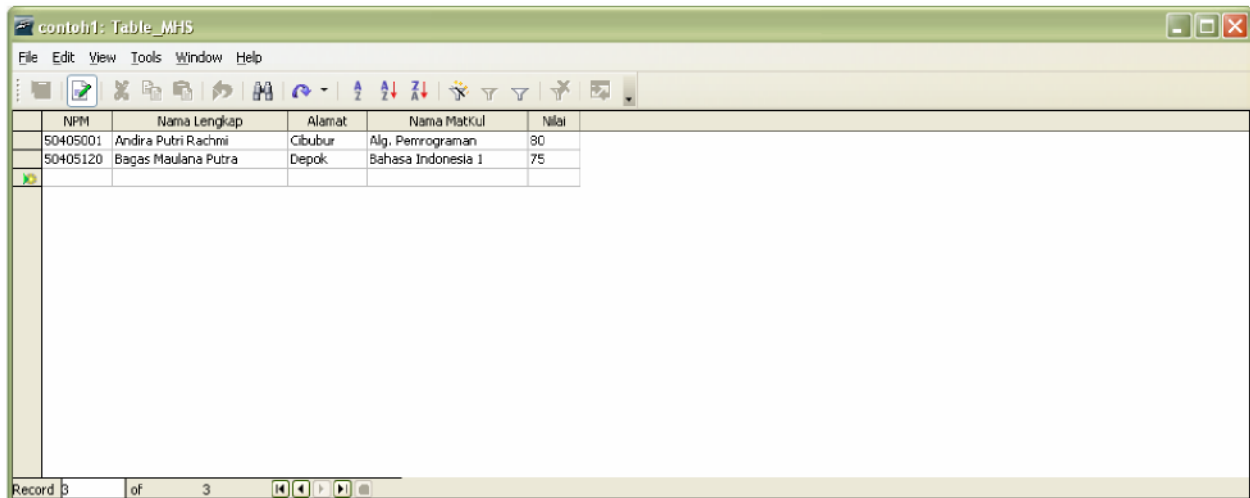 contoh1: Table_MHS
File Edit View Tools Window Help
NPM Nama Lengkap Alamat Nama MatKul Nilai
50405001 Andira Putri Rachmi Cibubur Alg. Pemrograman 80
50405120 Bagas Maulana Putra Depok Bahasa Indonesia 1 75
Record 3 of 3